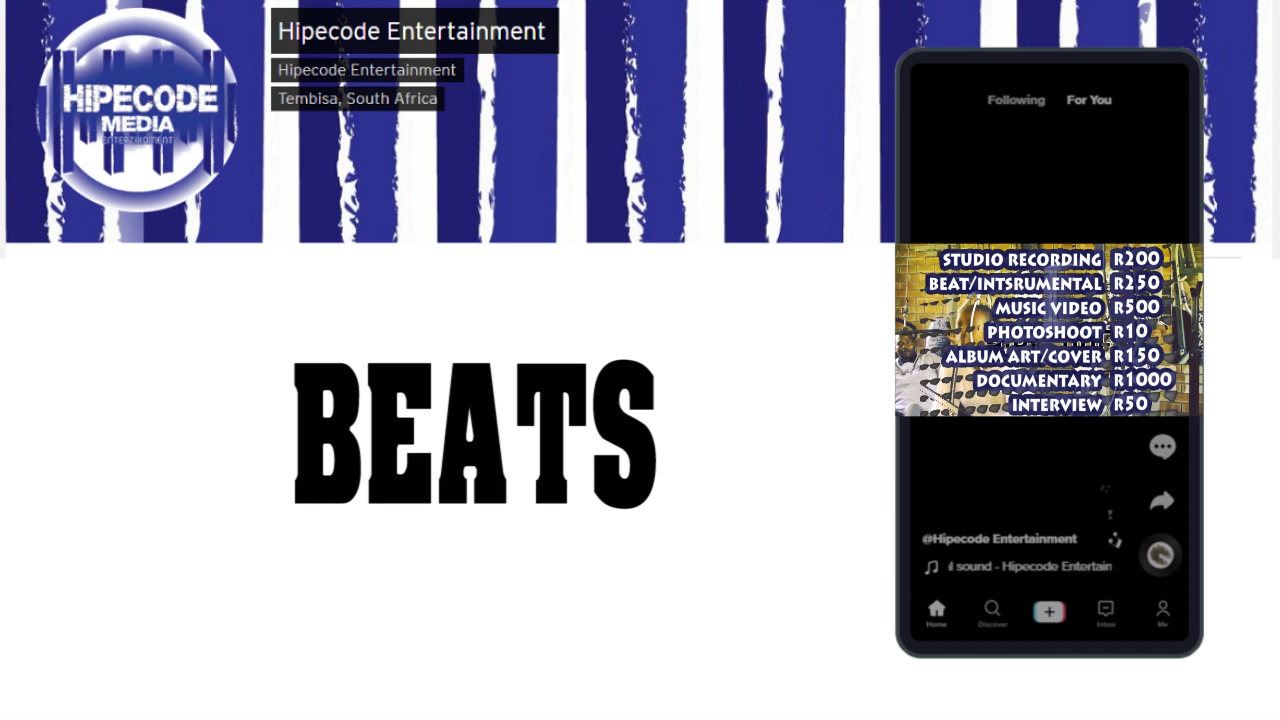 HIPECODE
MEDIA
ENTERTAINMENT
Hipecode Entertainment
Hipecode Entertainment
Tembisa, South Africa
BEATS
Following For You
STUDIO RECORDING R200
BEAT/INTSRUMENTAL R250
MUSIC VIDEO R500
PHOTOSHOOT R10
ALBUM ART/COVER R150
DOCUMENTARY R1000
INTERVIEW R50
@Hipecode Entertainment
l sound - Hipecode Entertain
Home Discover Inbox Me